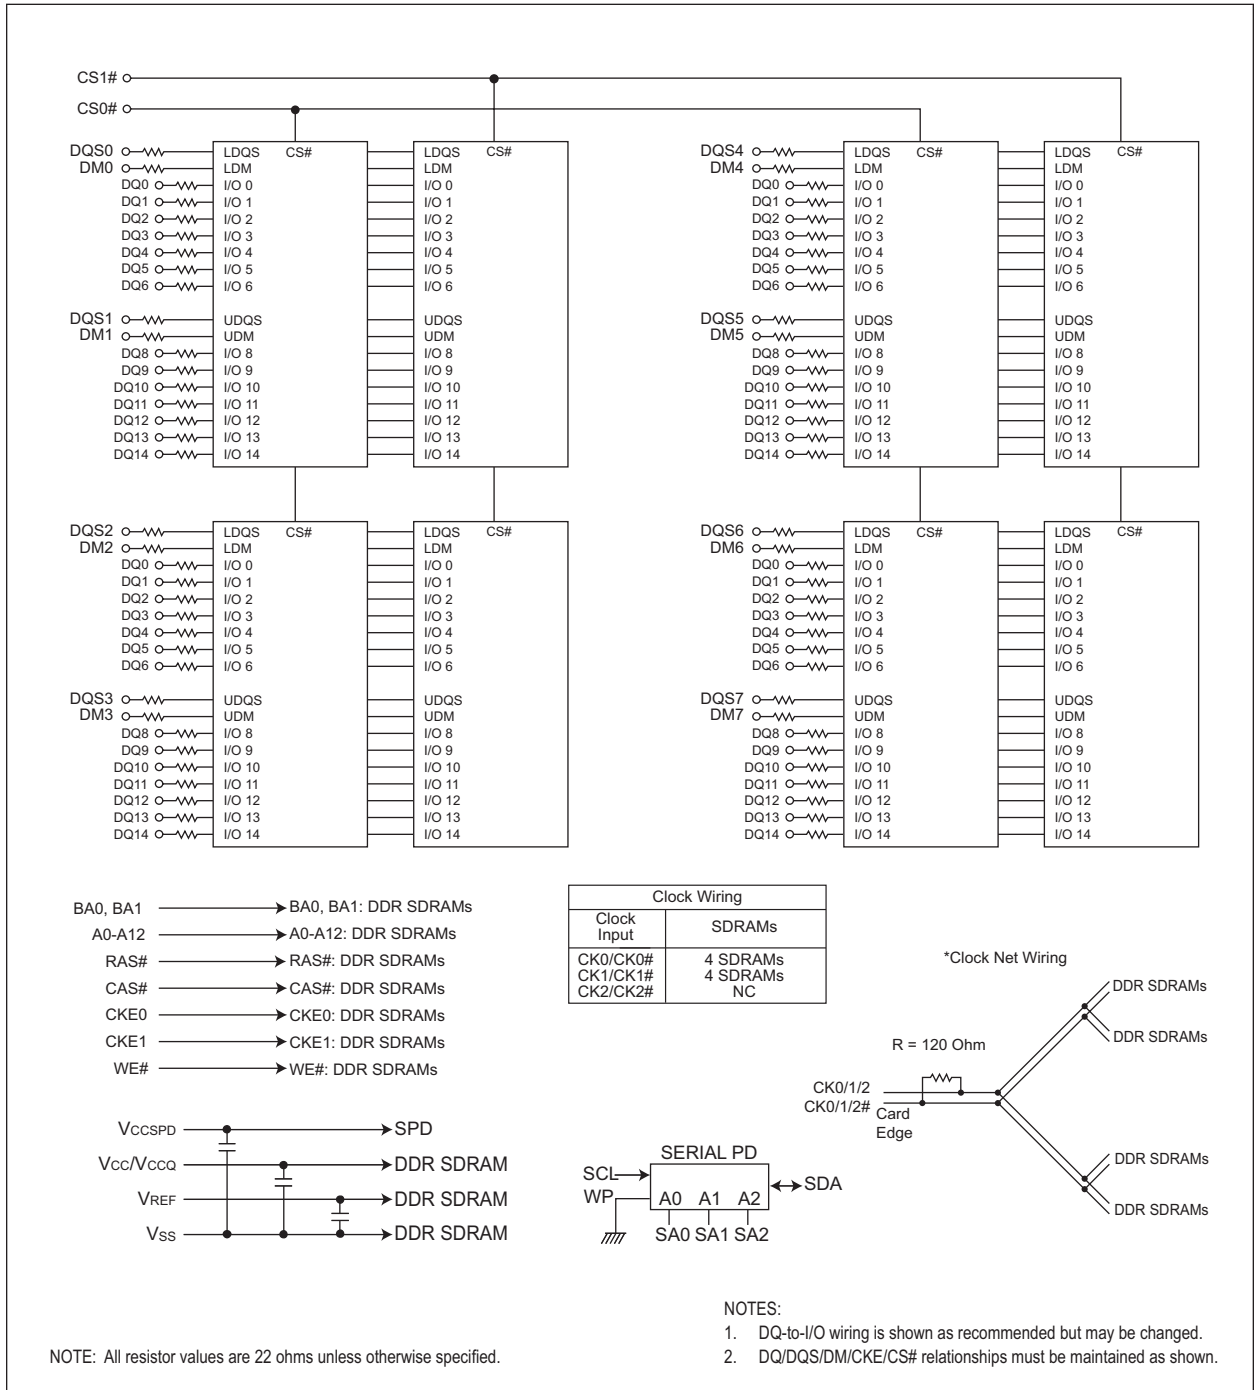 CS1#
CS0#
DQS0 LDQS CS# LDQS CS#
DM0 LDM LDM
DQ0 I/O 0 I/O 0
DQ1 I/O 1 I/O 1
DQ2 I/O 2 I/O 2
DQ3 I/O 3 I/O 3
DQ4 I/O 4 I/O 4
DQ5 I/O 5 I/O 5
DQ6 I/O 6 I/O 6
DQS1 UDQS UDQS
DM1 UDM UDM
DQ8 I/O 8 I/O 8
DQ9 I/O 9 I/O 9
DQ10 I/O 10 I/O 10
DQ11 I/O 11 I/O 11
DQ12 I/O 12 I/O 12
DQ13 I/O 13 I/O 13
DQ14 I/O 14 I/O 14
DQS4 LDQS CS# LDQS CS#
DM4 LDM LDM
DQ0 I/O 0 I/O 0
DQ1 I/O 1 I/O 1
DQ2 I/O 2 I/O 2
DQ3 I/O 3 I/O 3
DQ4 I/O 4 I/O 4
DQ5 I/O 5 I/O 5
DQ6 I/O 6 I/O 6
DQS5 UDQS UDQS
DM5 UDM UDM
DQ8 I/O 8 I/O 8
DQ9 I/O 9 I/O 9
DQ10 I/O 10 I/O 10
DQ11 I/O 11 I/O 11
DQ12 I/O 12 I/O 12
DQ13 I/O 13 I/O 13
DQ14 I/O 14 I/O 14
DQS2 LDQS CS# LDQS CS#
DM2 LDM LDM
DQ0 I/O 0 I/O 0
DQ1 I/O 1 I/O 1
DQ2 I/O 2 I/O 2
DQ3 I/O 3 I/O 3
DQ4 I/O 4 I/O 4
DQ5 I/O 5 I/O 5
DQ6 I/O 6 I/O 6
DQS3 UDQS UDQS
DM3 UDM UDM
DQ8 I/O 8 I/O 8
DQ9 I/O 9 I/O 9
DQ10 I/O 10 I/O 10
DQ11 I/O 11 I/O 11
DQ12 I/O 12 I/O 12
DQ13 I/O 13 I/O 13
DQ14 I/O 14 I/O 14
DQS6 LDQS CS# LDQS CS#
DM6 LDM LDM
DQ0 I/O 0 I/O 0
DQ1 I/O 1 I/O 1
DQ2 I/O 2 I/O 2
DQ3 I/O 3 I/O 3
DQ4 I/O 4 I/O 4
DQ5 I/O 5 I/O 5
DQ6 I/O 6 I/O 6
DQS7 UDQS UDQS
DM7 UDM UDM
DQ8 I/O 8 I/O 8
DQ9 I/O 9 I/O 9
DQ10 I/O 10 I/O 10
DQ11 I/O 11 I/O 11
DQ12 I/O 12 I/O 12
DQ13 I/O 13 I/O 13
DQ14 I/O 14 I/O 14
BA0, BA1 BA0, BA1: DDR SDRAMs
A0-A12 A0-A12: DDR SDRAMs
RAS# RAS#: DDR SDRAMs
CAS# CAS#: DDR SDRAMs
CKE0 CKE0: DDR SDRAMs
CKE1 CKE1: DDR SDRAMs
WE# WE#: DDR SDRAMs
Clock Wiring
Clock
Input SDRAMs
CK0/CK0# 4 SDRAMs
CK1/CK1# 4 SDRAMs
CK2/CK2# NC
*Clock Net Wiring
DDR SDRAMs
DDR SDRAMs
R = 120 Ohm
CK0/1/2
CK0/1/2# Card
Edge
DDR SDRAMs
DDR SDRAMs
VCCSPD SPD
VCC/VCCQ DDR SDRAM
VREF DDR SDRAM
VSS DDR SDRAM
SERIAL PD
SCL
WP A0 A1 A2 SDA
SA0 SA1 SA2
NOTE: All resistor values are 22 ohms unless otherwise specified.
NOTES:
1. DQ-to-I/O wiring is shown as recommended but may be changed.
2. DQ/DQS/DM/CKE/CS# relationships must be maintained as shown.